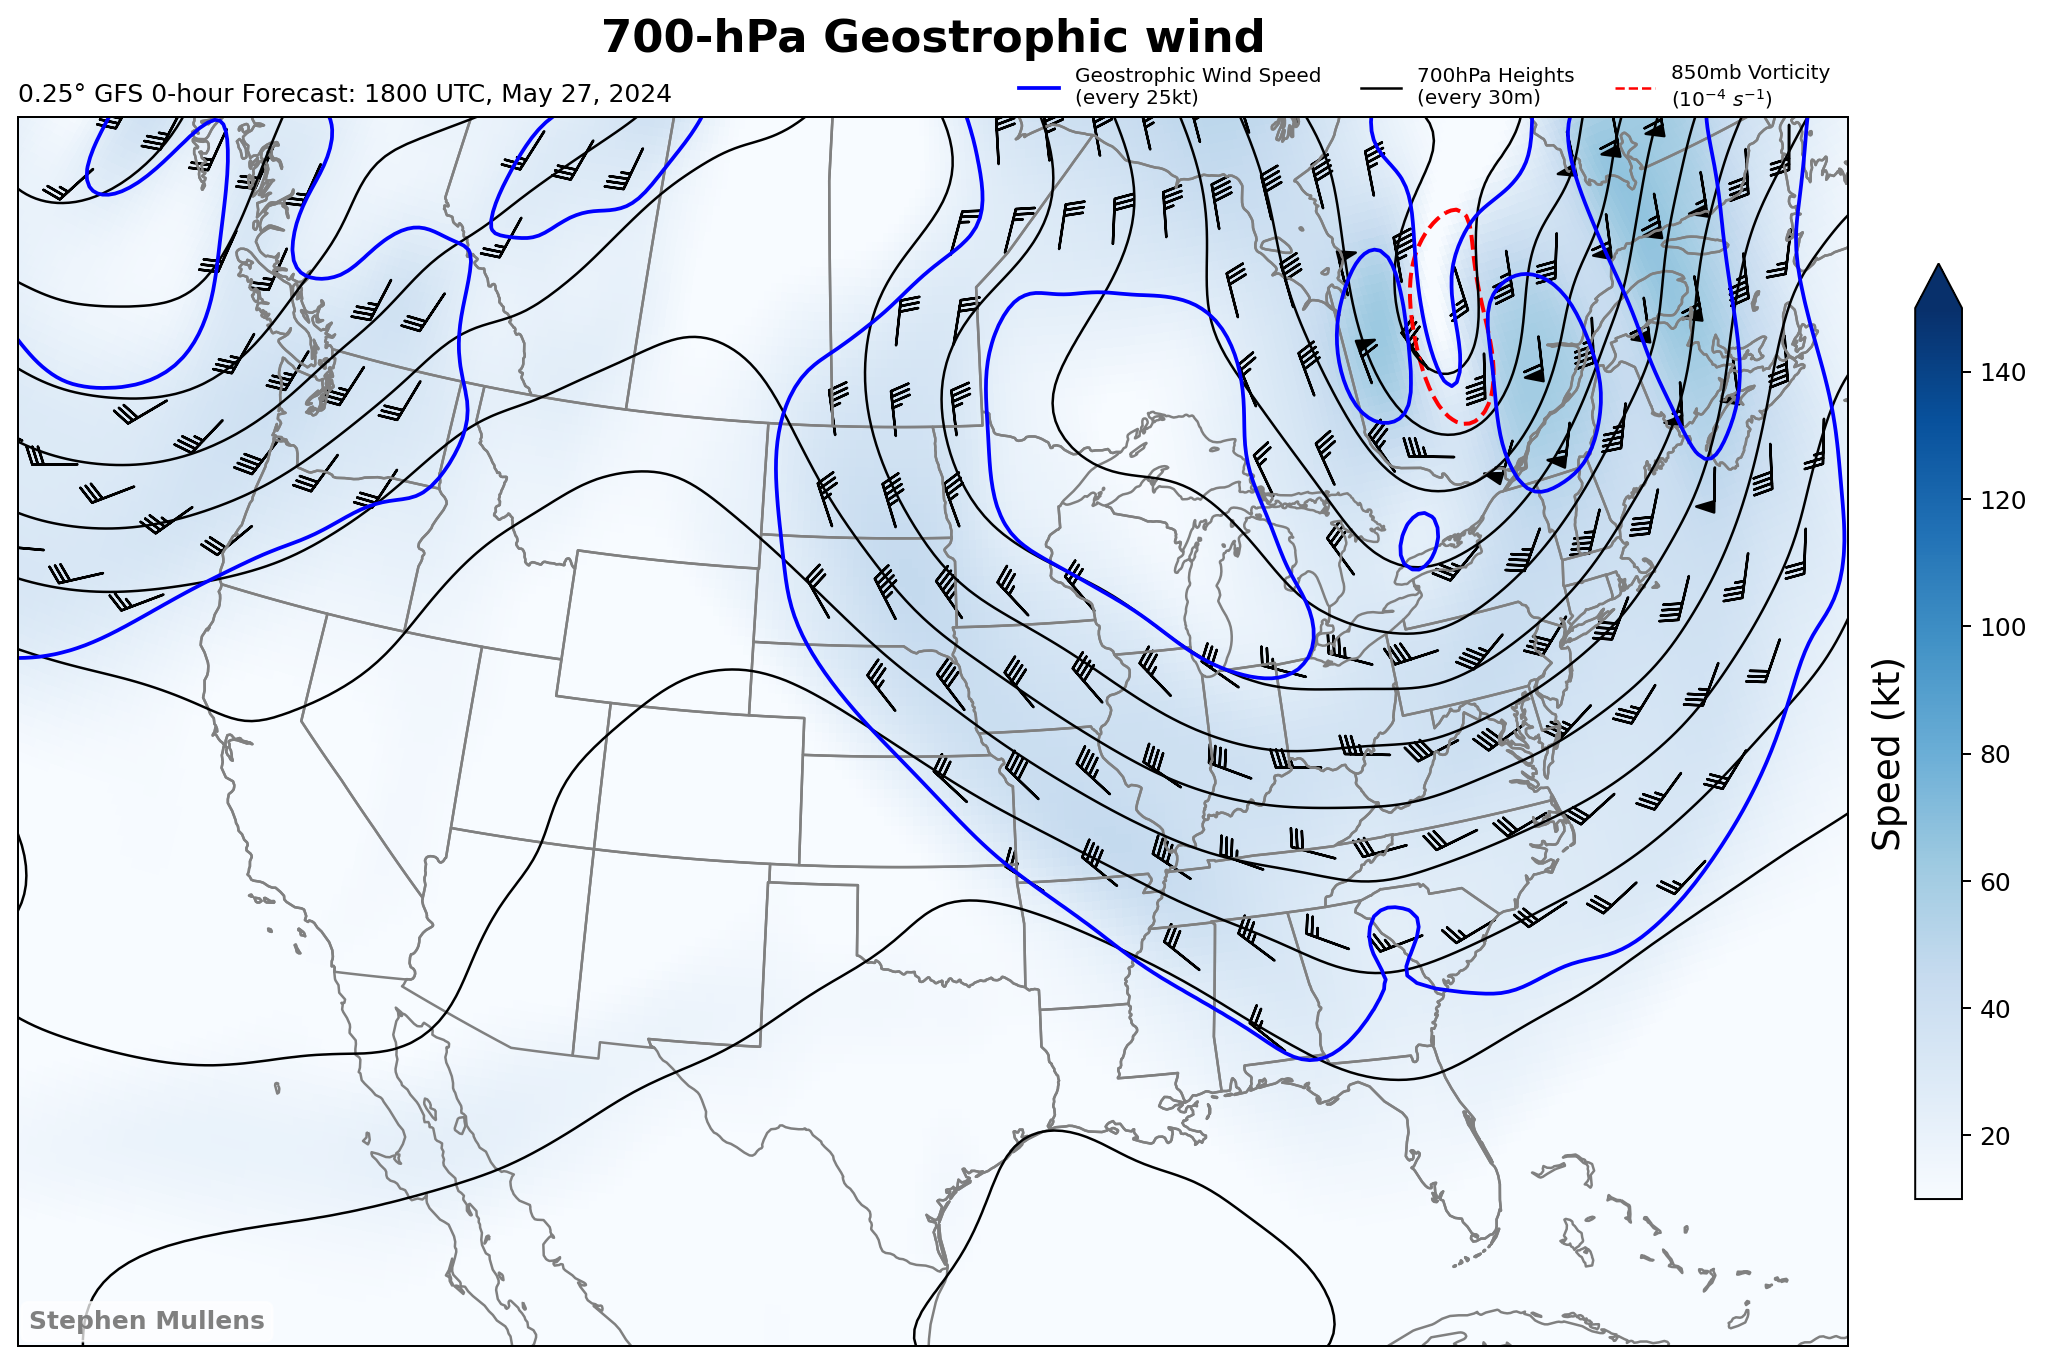 700-hPa Geostrophic wind
0.25° GFS 0-hour Forecast: 1800 UTC, May 27, 2024
Geostrophic Wind Speed
(every 25kt)
700hPa Heights
(every 30m)
850mb Vorticity
(10⁻⁴ s⁻¹)
140
120
100
80
60
40
20
Speed (kt)
Stephen Mullens